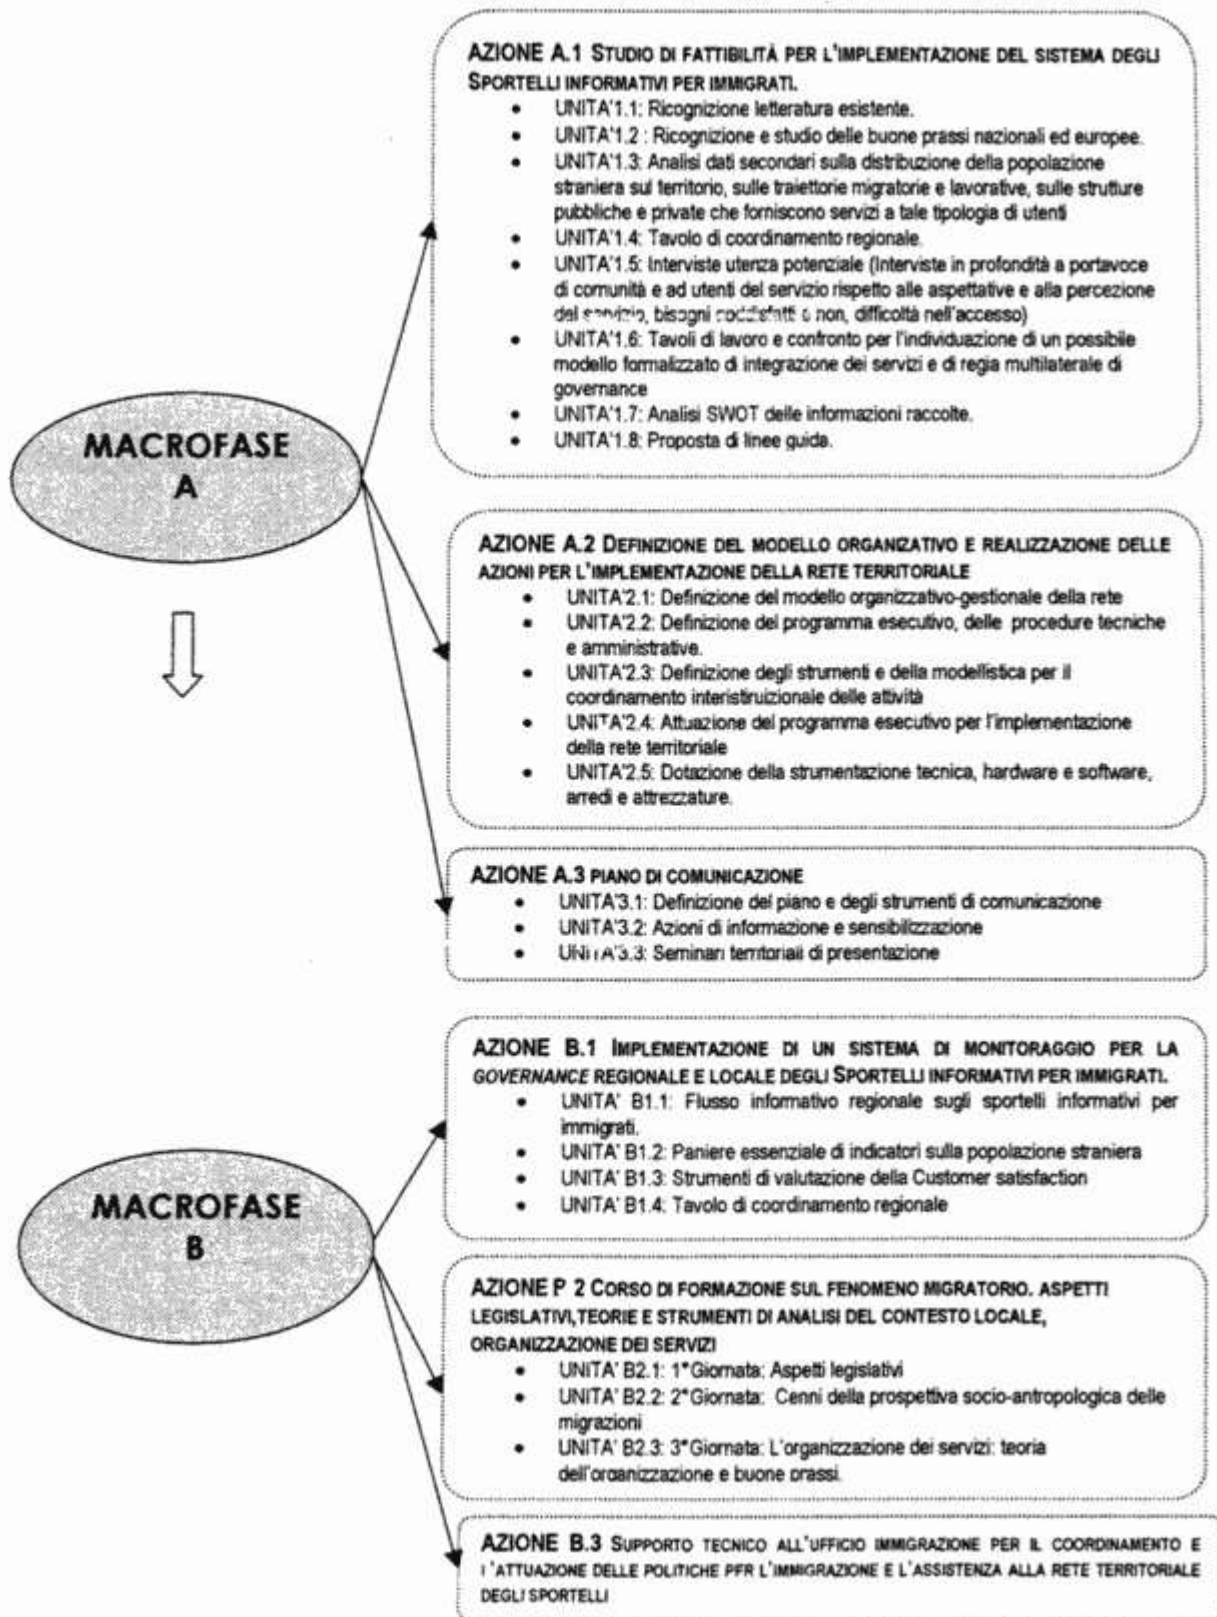 AZIONE A.1 STUDIO DI FATTIBILITÀ PER L'IMPLEMENTAZIONE DEL SISTEMA DEGLI
SPORTELLI INFORMATIVI PER IMMIGRATI.
• UNITA'1.1: Ricognizione letteratura esistente.
• UNITA'1.2 : Ricognizione e studio delle buone prassi nazionali ed europee.
• UNITA'1.3: Analisi dati secondari sulla distribuzione della popolazione
straniera sul territorio, sulle traiettorie migratorie e lavorative, sulle strutture
pubbliche e private che forniscono servizi a tale tipologia di utenti
• UNITA'1.4: Tavolo di coordinamento regionale.
• UNITA'1.5: Interviste utenza potenziale (Interviste in profondità a portavoce
di comunità e ad utenti del servizio rispetto alle aspettative e alla percezione
del servizio, bisogni soddisfatti o non, difficoltà nell'accesso)
• UNITA'1.6: Tavoli di lavoro e confronto per l'individuazione di un possibile
modello formalizzato di integrazione dei servizi e di regia multilaterale di
governance
• UNITA'1.7: Analisi SWOT delle informazioni raccolte.
• UNITA'1.8: Proposta di linee guida.
MACROFASE
A
AZIONE A.2 DEFINIZIONE DEL MODELLO ORGANIZATIVO E REALIZZAZIONE DELLE
AZIONI PER L'IMPLEMENTAZIONE DELLA RETE TERRITORIALE
• UNITA'2.1: Definizione del modello organizzativo-gestionale della rete
• UNITA'2.2: Definizione del programma esecutivo, delle procedure tecniche
e amministrative.
• UNITA'2.3: Definizione degli strumenti e della modellistica per il
coordinamento interistiruizionale delle attività
• UNITA'2.4: Attuazione del programma esecutivo per l'implementazione
della rete territoriale
• UNITA'2.5: Dotazione della strumentazione tecnica, hardware e software,
arredi e attrezzature.
AZIONE A.3 PIANO DI COMUNICAZIONE
• UNITA'3.1: Definizione del piano e degli strumenti di comunicazione
• UNITA'3.2: Azioni di informazione e sensibilizzazione
• UNITA'3.3: Seminari territoriali di presentazione
AZIONE B.1 IMPLEMENTAZIONE DI UN SISTEMA DI MONITORAGGIO PER LA
GOVERNANCE REGIONALE E LOCALE DEGLI SPORTELLI INFORMATIVI PER IMMIGRATI.
• UNITA' B1.1: Flusso informativo regionale sugli sportelli informativi per
immigrati.
• UNITA' B1.2: Paniere essenziale di indicatori sulla popolazione straniera
• UNITA' B1.3: Strumenti di valutazione della Customer satisfaction
• UNITA' B1.4: Tavolo di coordinamento regionale
MACROFASE
B
AZIONE P 2 CORSO DI FORMAZIONE SUL FENOMENO MIGRATORIO. ASPETTI
LEGISLATIVI,TEORIE E STRUMENTI DI ANALISI DEL CONTESTO LOCALE,
ORGANIZZAZIONE DEI SERVIZI
• UNITA' B2.1: 1°Giornata: Aspetti legislativi
• UNITA' B2.2: 2°Giornata: Cenni della prospettiva socio-antropologica delle
migrazioni
• UNITA' B2.3: 3°Giornata: L'organizzazione dei servizi: teoria
dell'organizzazione e buone prassi.
AZIONE B.3 SUPPORTO TECNICO ALL'UFFICIO IMMIGRAZIONE PER IL COORDINAMENTO E
L'ATTUAZIONE DELLE POLITICHE PER L'IMMIGRAZIONE E L'ASSISTENZA ALLA RETE TERRITORIALE
DEGLI SPORTELLI